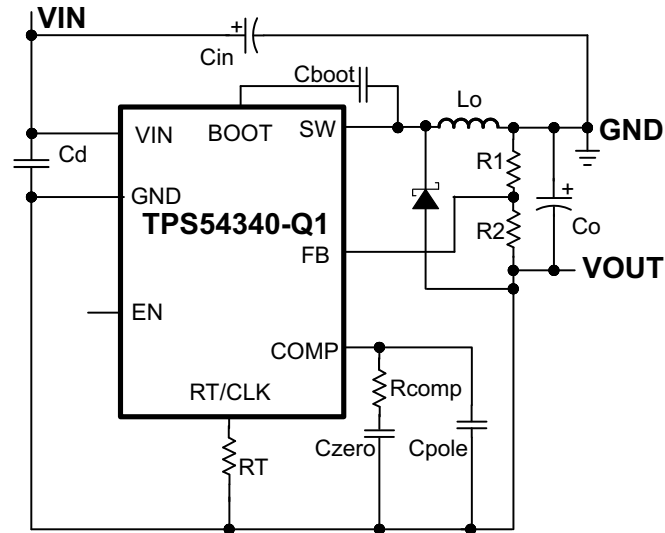 VIN
Cin
Cboot
Lo
VIN
BOOT
SW
GND
Cd
R1
GND
TPS54340-Q1
R2
Co
FB
VOUT
EN
COMP
RT/CLK
Rcomp
RT
Czero
Cpole